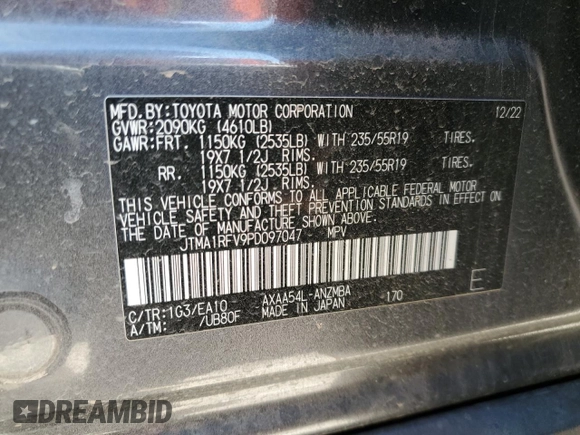 MFD. BY: TOYOTA MOTOR CORPORATION 12/22
GVWR: 2090KG (4610LB)
GAWR: FRT. 1150KG (2535LB) WITH 235/55R19 TIRES.
19X7 1/2J RIMS.
RR. 1150KG (2535LB) WITH 235/55R19 TIRES.
19X7 1/2J RIMS.
THIS VEHICLE CONFORMS TO ALL APPLICABLE FEDERAL MOTOR
VEHICLE SAFETY AND THEFT PREVENTION STANDARDS IN EFFECT
ON THE DATE OF MANUFACTURE SHOWN ABOVE.
JTMA1RFV9PD097047 MPV
E
C/TR: 1G3/EA10 AXAA54L-ANZMBA -170
A/TM: /UB80F MADE IN JAPAN
DREAMBID